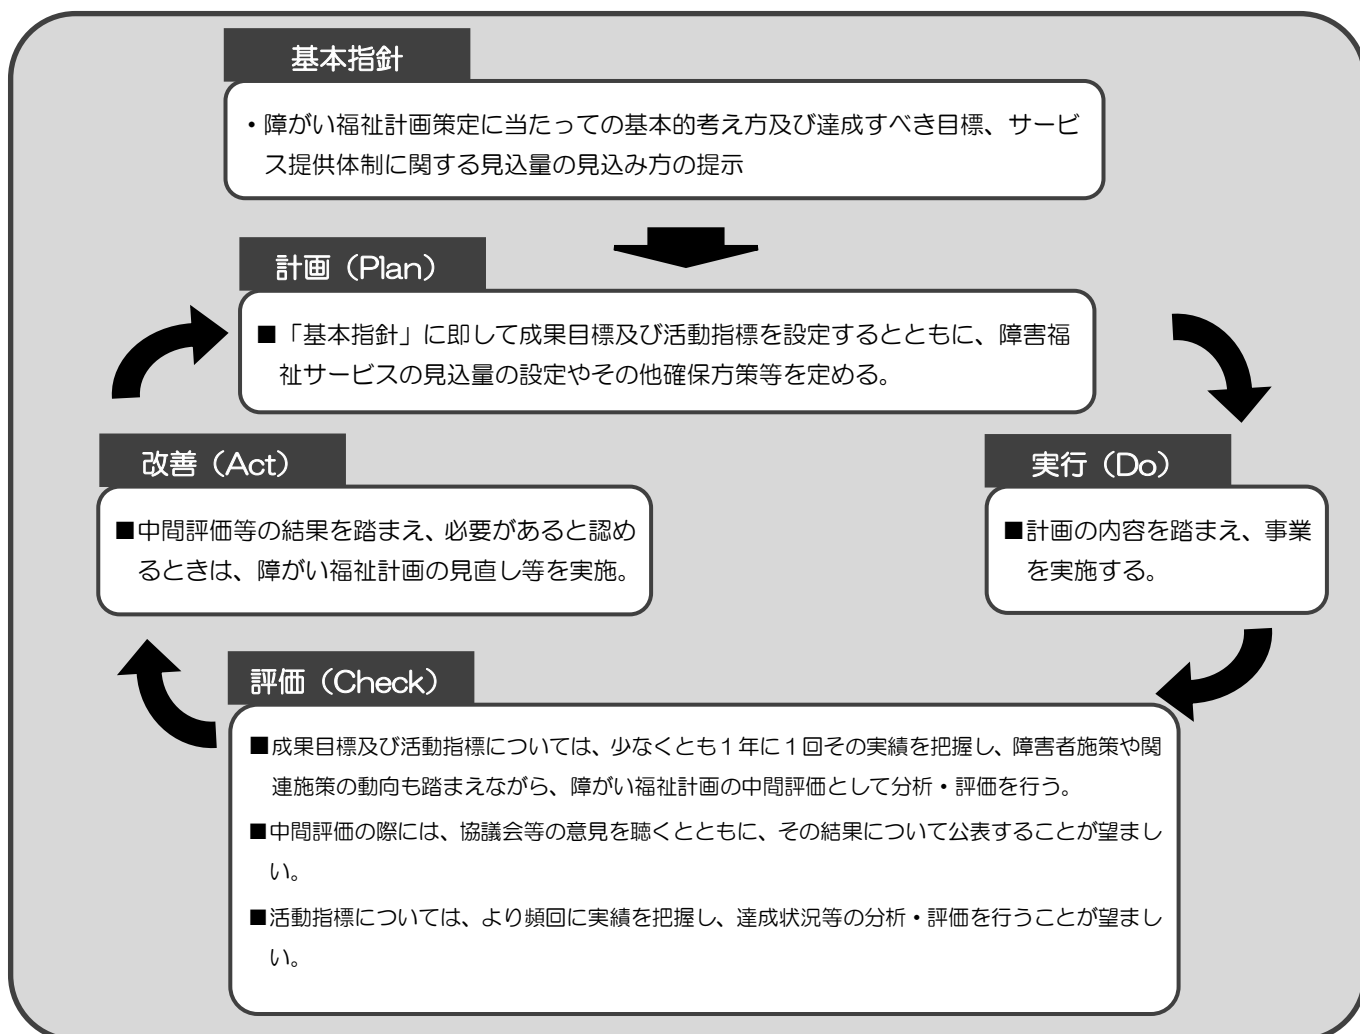 基本指針
・障がい福祉計画策定に当たっての基本的考え方及び達成すべき目標、サービ
ス提供体制に関する見込量の見込み方の提示
計画（Plan）
■「基本指針」に即して成果目標及び活動指標を設定するとともに、障害福
祉サービスの見込量の設定やその他確保方策等を定める。
改善（Act）
■中間評価等の結果を踏まえ、必要があると認め
るときは、障がい福祉計画の見直し等を実施。
実行（Do）
■計画の内容を踏まえ、事業
を実施する。
評価（Check）
■成果目標及び活動指標については、少なくとも１年に１回その実績を把握し、障害者施策や関
連施策の動向も踏まえながら、障がい福祉計画の中間評価として分析・評価を行う。
■中間評価の際には、協議会等の意見を聴くとともに、その結果について公表することが望まし
い。
■活動指標については、より頻回に実績を把握し、達成状況等の分析・評価を行うことが望まし
い。